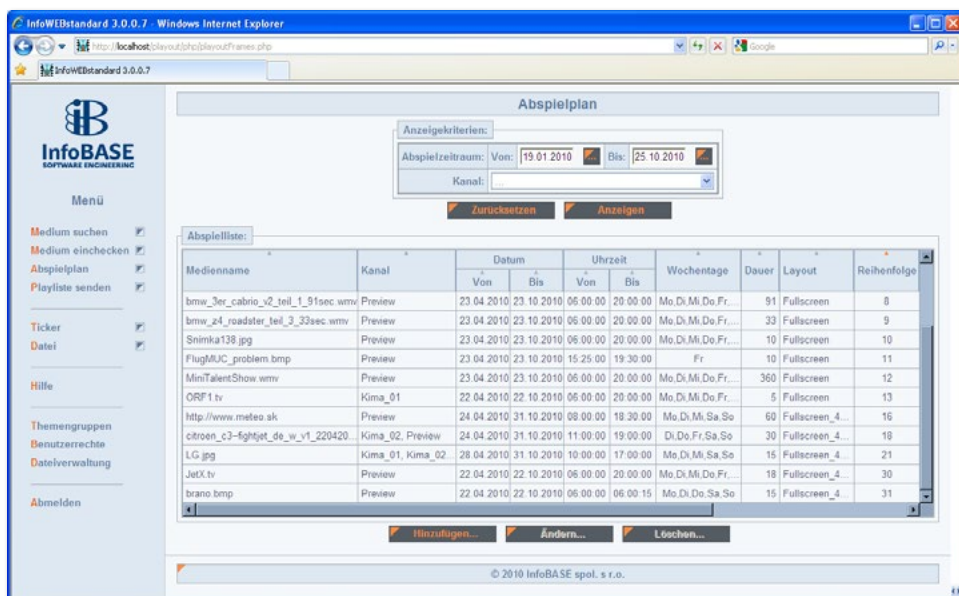 InfoWEBstandard 3.0.0.7 - Windows Internet Explorer
http://localhost/playout/php/playoutFrames.php
Google
InfoWEBstandard 3.0.0.7
InfoBASE
SOFTWARE ENGINEERING
Menü
Medium suchen
Medium einchecken
Abspielplan
Playliste senden
Ticker
Datei
Hilfe
Themengruppen
Benutzerrechte
Dateiverwaltung
Abmelden
Abspielplan
Anzeigekriterien:
Abspielzeitraum: Von: 19.01.2010 ... Bis: 25.10.2010 ...
Kanal: ...
Zurücksetzen Anzeigen
Abspielliste:
Medienname Kanal Datum Uhrzeit Wochentage Dauer Layout Reihenfolge
Von Bis Von Bis
bmw_3er_cabrio_v2_teil_1_91sec.wmv Preview 23.04.2010 23.10.2010 06:00:00 20:00:00 Mo,Di,Mi,Do,Fr,... 91 Fullscreen 8
bmw_z4_roadster_teil_3_33sec.wmv Preview 23.04.2010 23.10.2010 06:00:00 20:00:00 Mo,Di,Mi,Do,Fr,... 33 Fullscreen 9
Snimka138.jpg Preview 23.04.2010 23.10.2010 06:00:00 20:00:00 Mo,Di,Mi,Do,Fr,... 10 Fullscreen 10
FlugMUC_problem.bmp Preview 23.04.2010 23.10.2010 15:25:00 19:30:00 Fr 10 Fullscreen 11
MiniTalentShow.wmv Preview 23.04.2010 23.10.2010 06:00:00 20:00:00 Mo,Di,Mi,Do,Fr,... 360 Fullscreen 12
ORF1.tv Kima_01 22.04.2010 22.10.2010 06:00:00 20:00:00 Mo,Di,Mi,Do,Fr,... 5 Fullscreen 13
http://www.meteo.sk Preview 24.04.2010 31.10.2010 08:00:00 18:30:00 Mo,Di,Mi,Sa,So 60 Fullscreen_4... 16
citroen_c3-fightjet_de_w_v1_220420... Kima_02, Preview 24.04.2010 31.10.2010 11:00:00 19:00:00 Di,Do,Fr,Sa,So 30 Fullscreen_4... 18
LG.jpg Kima_01, Kima_02... 28.04.2010 31.10.2010 10:00:00 17:00:00 Mo,Di,Mi,Sa,So 15 Fullscreen_4... 21
JetX.tv Preview 22.04.2010 22.10.2010 06:00:00 20:00:00 Mo,Di,Mi,Do,Fr,... 18 Fullscreen_4... 30
brano.bmp Preview 22.04.2010 22.10.2010 06:00:00 06:00:15 Mo,Di,Do,Sa,So 15 Fullscreen_4... 31
Hinzufügen... Ändern... Löschen...
© 2010 InfoBASE spol. s r.o.